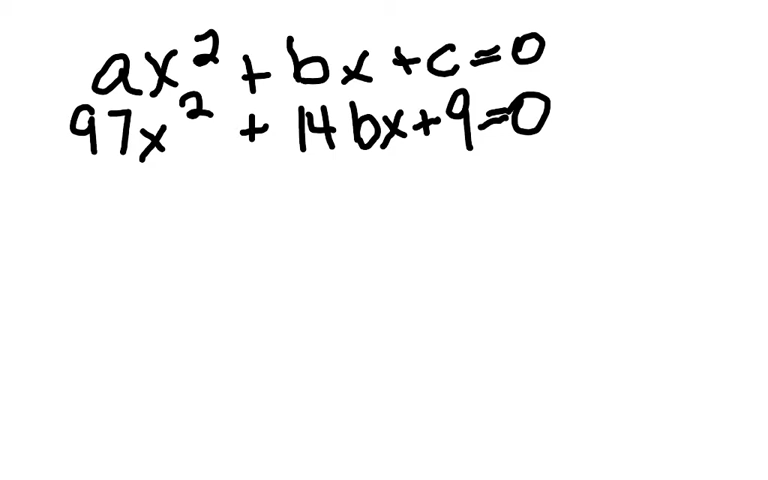 ax² + bx + c = 0
97x² + 14bx + 9 = 0